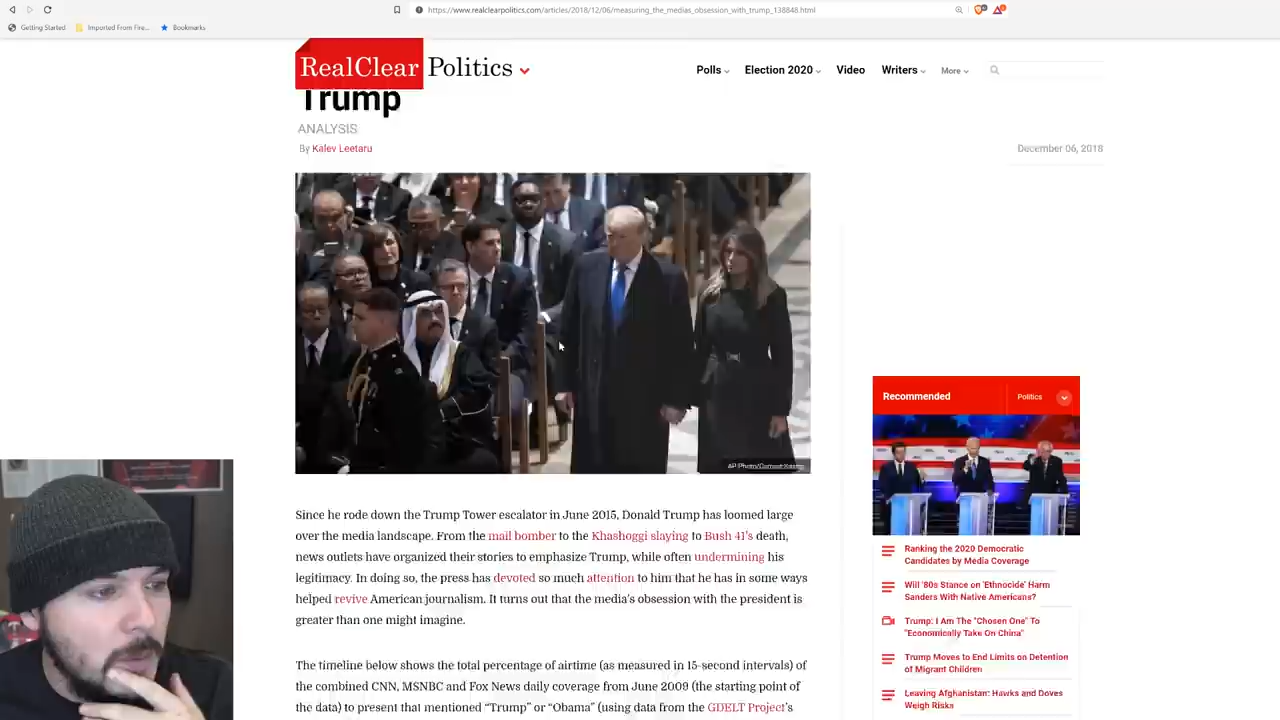 https://www.realclearpolitics.com/articles/2018/12/06/measuring_the_medias_obsession_with_trump_138848.html
Getting Started
Imported From Fire...
Bookmarks
RealClear Politics
Polls
Election 2020
Video
Writers
More
Trump
ANALYSIS
By Kalev Leetaru
December 06, 2018
Since he rode down the Trump Tower escalator in June 2015, Donald Trump has loomed large
over the media landscape. From the mail bomber to the Khashoggi slaying to Bush 41's death,
news outlets have organized their stories to emphasize Trump, while often undermining his
legitimacy. In doing so, the press has devoted so much attention to him that he has in some ways
helped revive American journalism. It turns out that the media's obsession with the president is
greater than one might imagine.
The timeline below shows the total percentage of airtime (as measured in 15-second intervals) of
the combined CNN, MSNBC and Fox News daily coverage from June 2009 (the starting point of
the data) to present that mentioned "Trump" or "Obama" (using data from the GDELT Project's
Recommended
Politics
Ranking the 2020 Democratic
Candidates by Media Coverage
Will '80s Stance on 'Ethnocide' Harm
Sanders With Native Americans?
Trump: I Am The "Chosen One" To
"Economically Take On China"
Trump Moves to End Limits on Detention
of Migrant Children
Leaving Afghanistan: Hawks and Doves
Weigh Risks